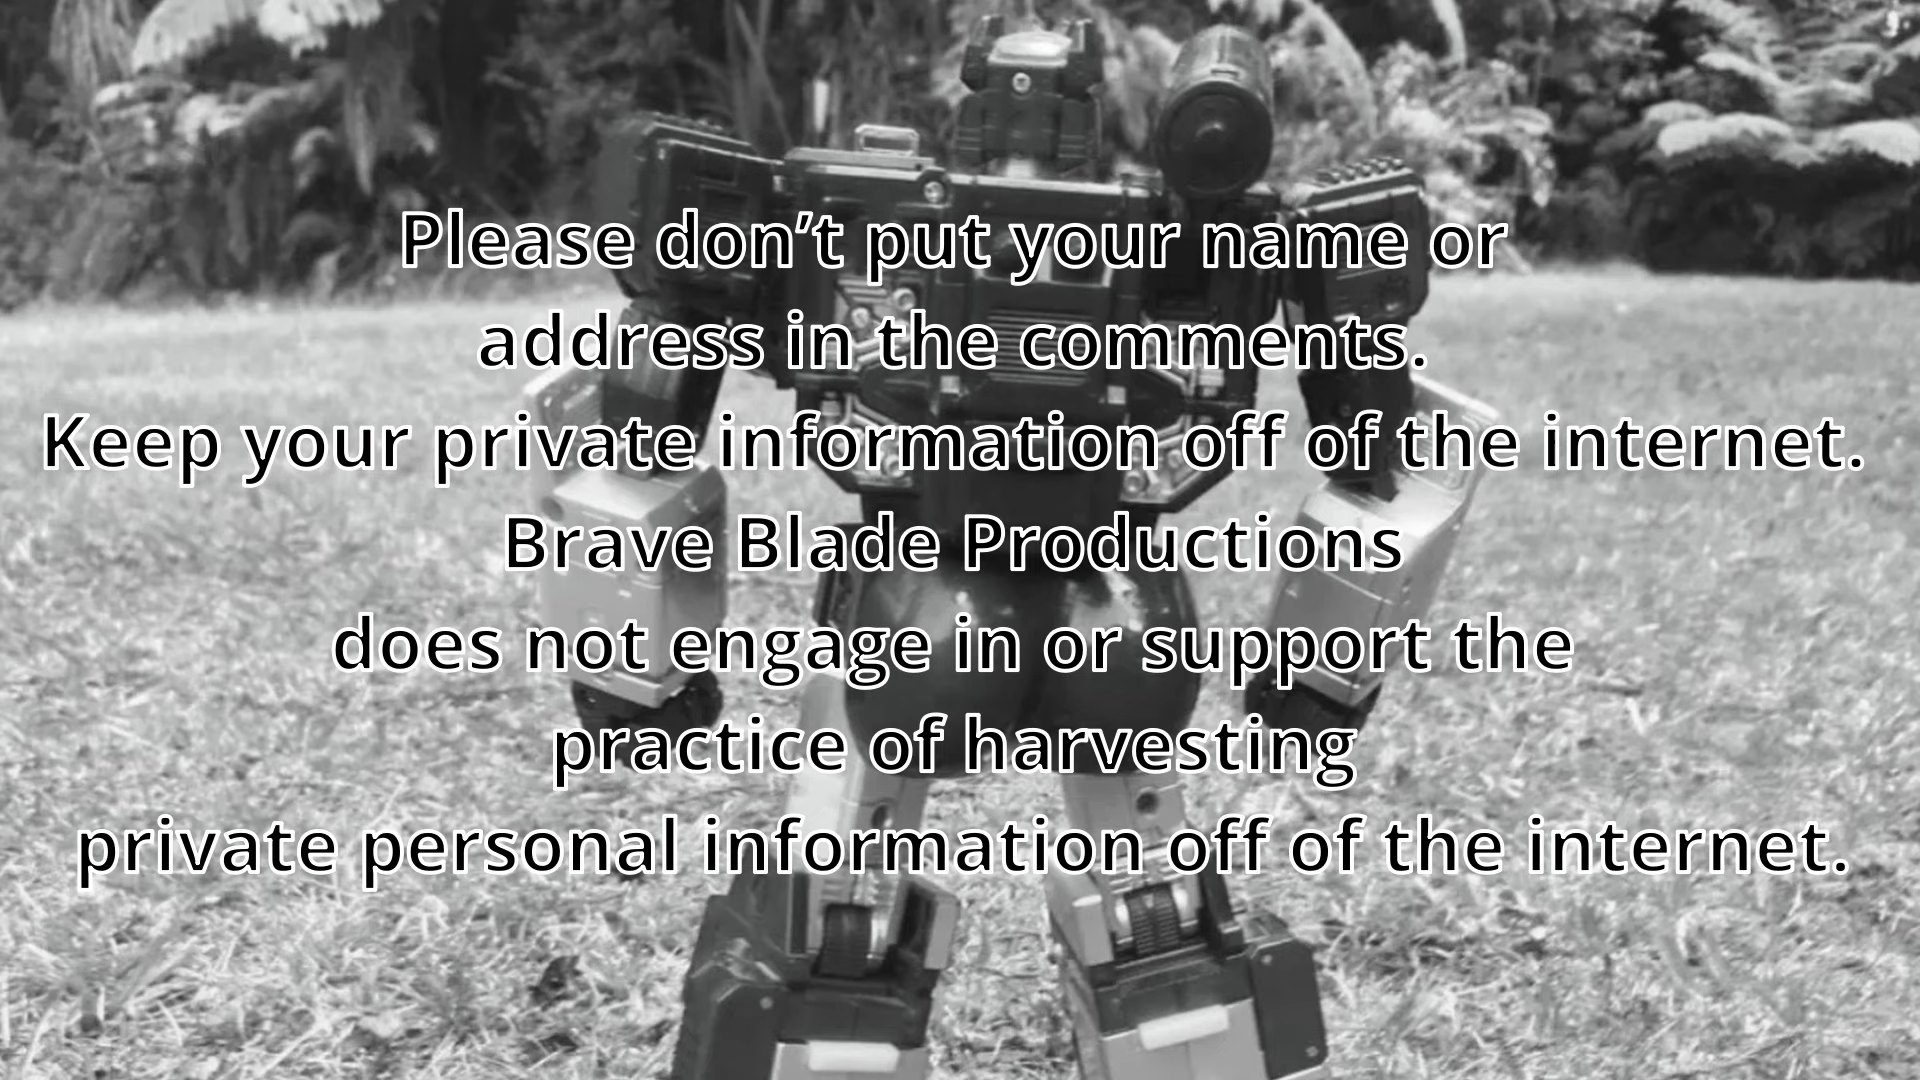 Please don’t put your name or
address in the comments.
Keep your private information off of the internet.
Brave Blade Productions
does not engage in or support the
practice of harvesting
private personal information off of the internet.